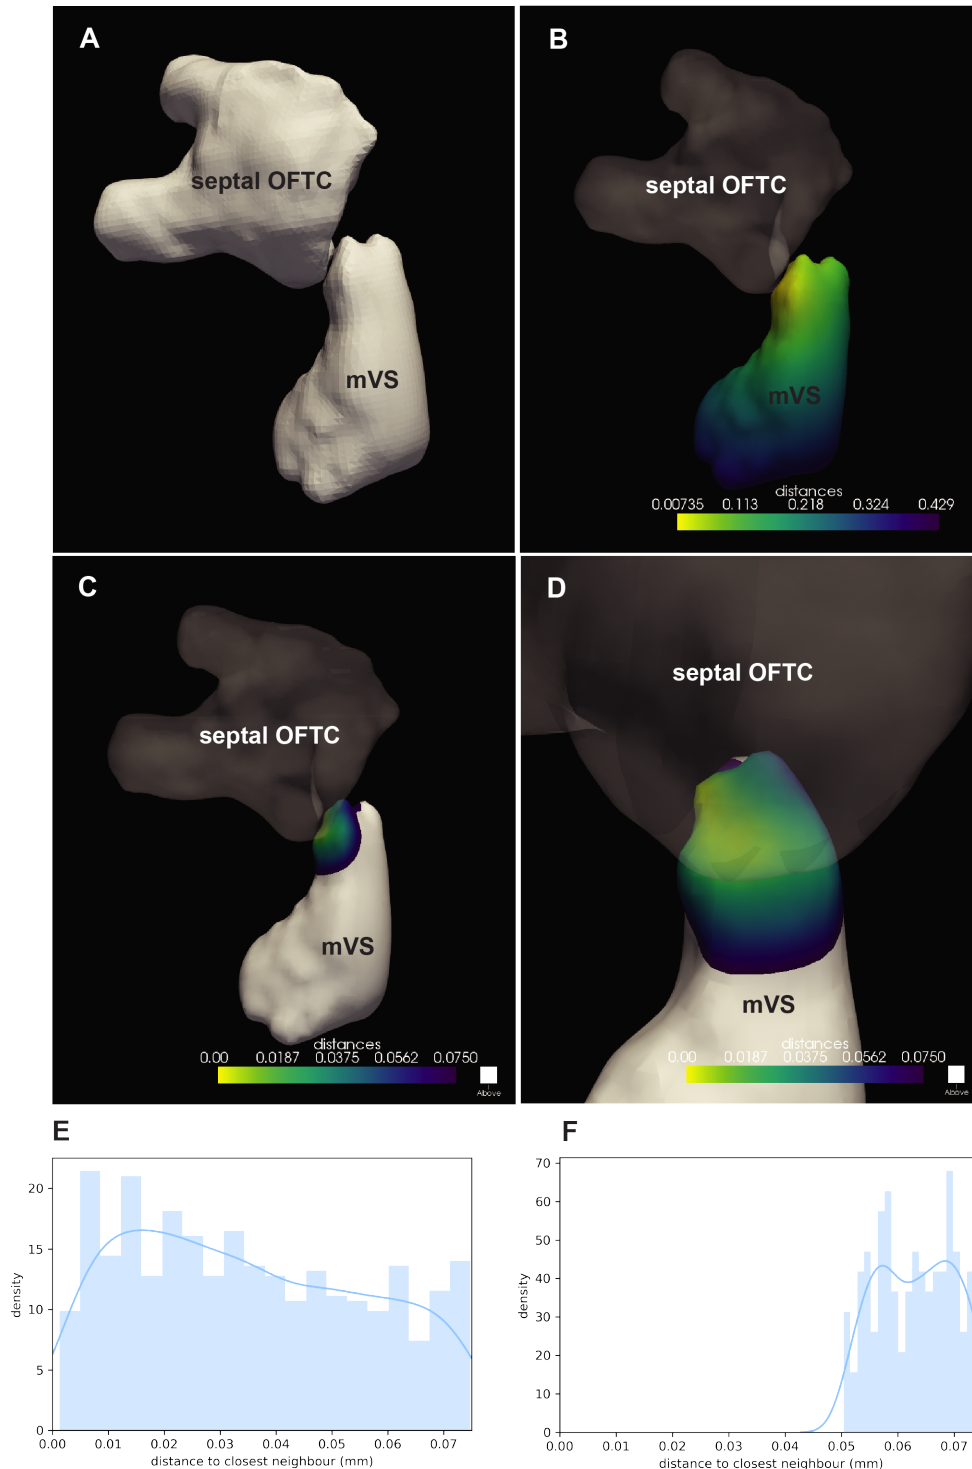 A
septal OFTC
mVS
B
septal OFTC
mVS
distances
0.00735 0.113 0.218 0.324 0.429
C
septal OFTC
mVS
distances
0.00 0.0187 0.0375 0.0562 0.0750
Above
D
septal OFTC
mVS
distances
0.00 0.0187 0.0375 0.0562 0.0750
Above
E
20
15
10
5
0
density
0.00 0.01 0.02 0.03 0.04 0.05 0.06 0.07
distance to closest neighbour (mm)
F
70
60
50
40
30
20
10
0
density
0.00 0.01 0.02 0.03 0.04 0.05 0.06 0.07
distance to closest neighbour (mm)